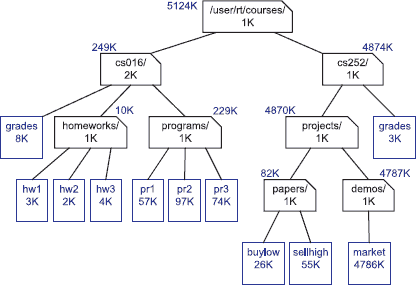 5124K
/user/rt/courses/
1K
249K
cs016/
2K
4874K
cs252/
1K
grades
8K
10K
homeworks/
1K
229K
programs/
1K
4870K
projects/
1K
grades
3K
hw1
3K
hw2
2K
hw3
4K
pr1
57K
pr2
97K
pr3
74K
82K
papers/
1K
4787K
demos/
1K
buylow
26K
sellhigh
55K
market
4786K